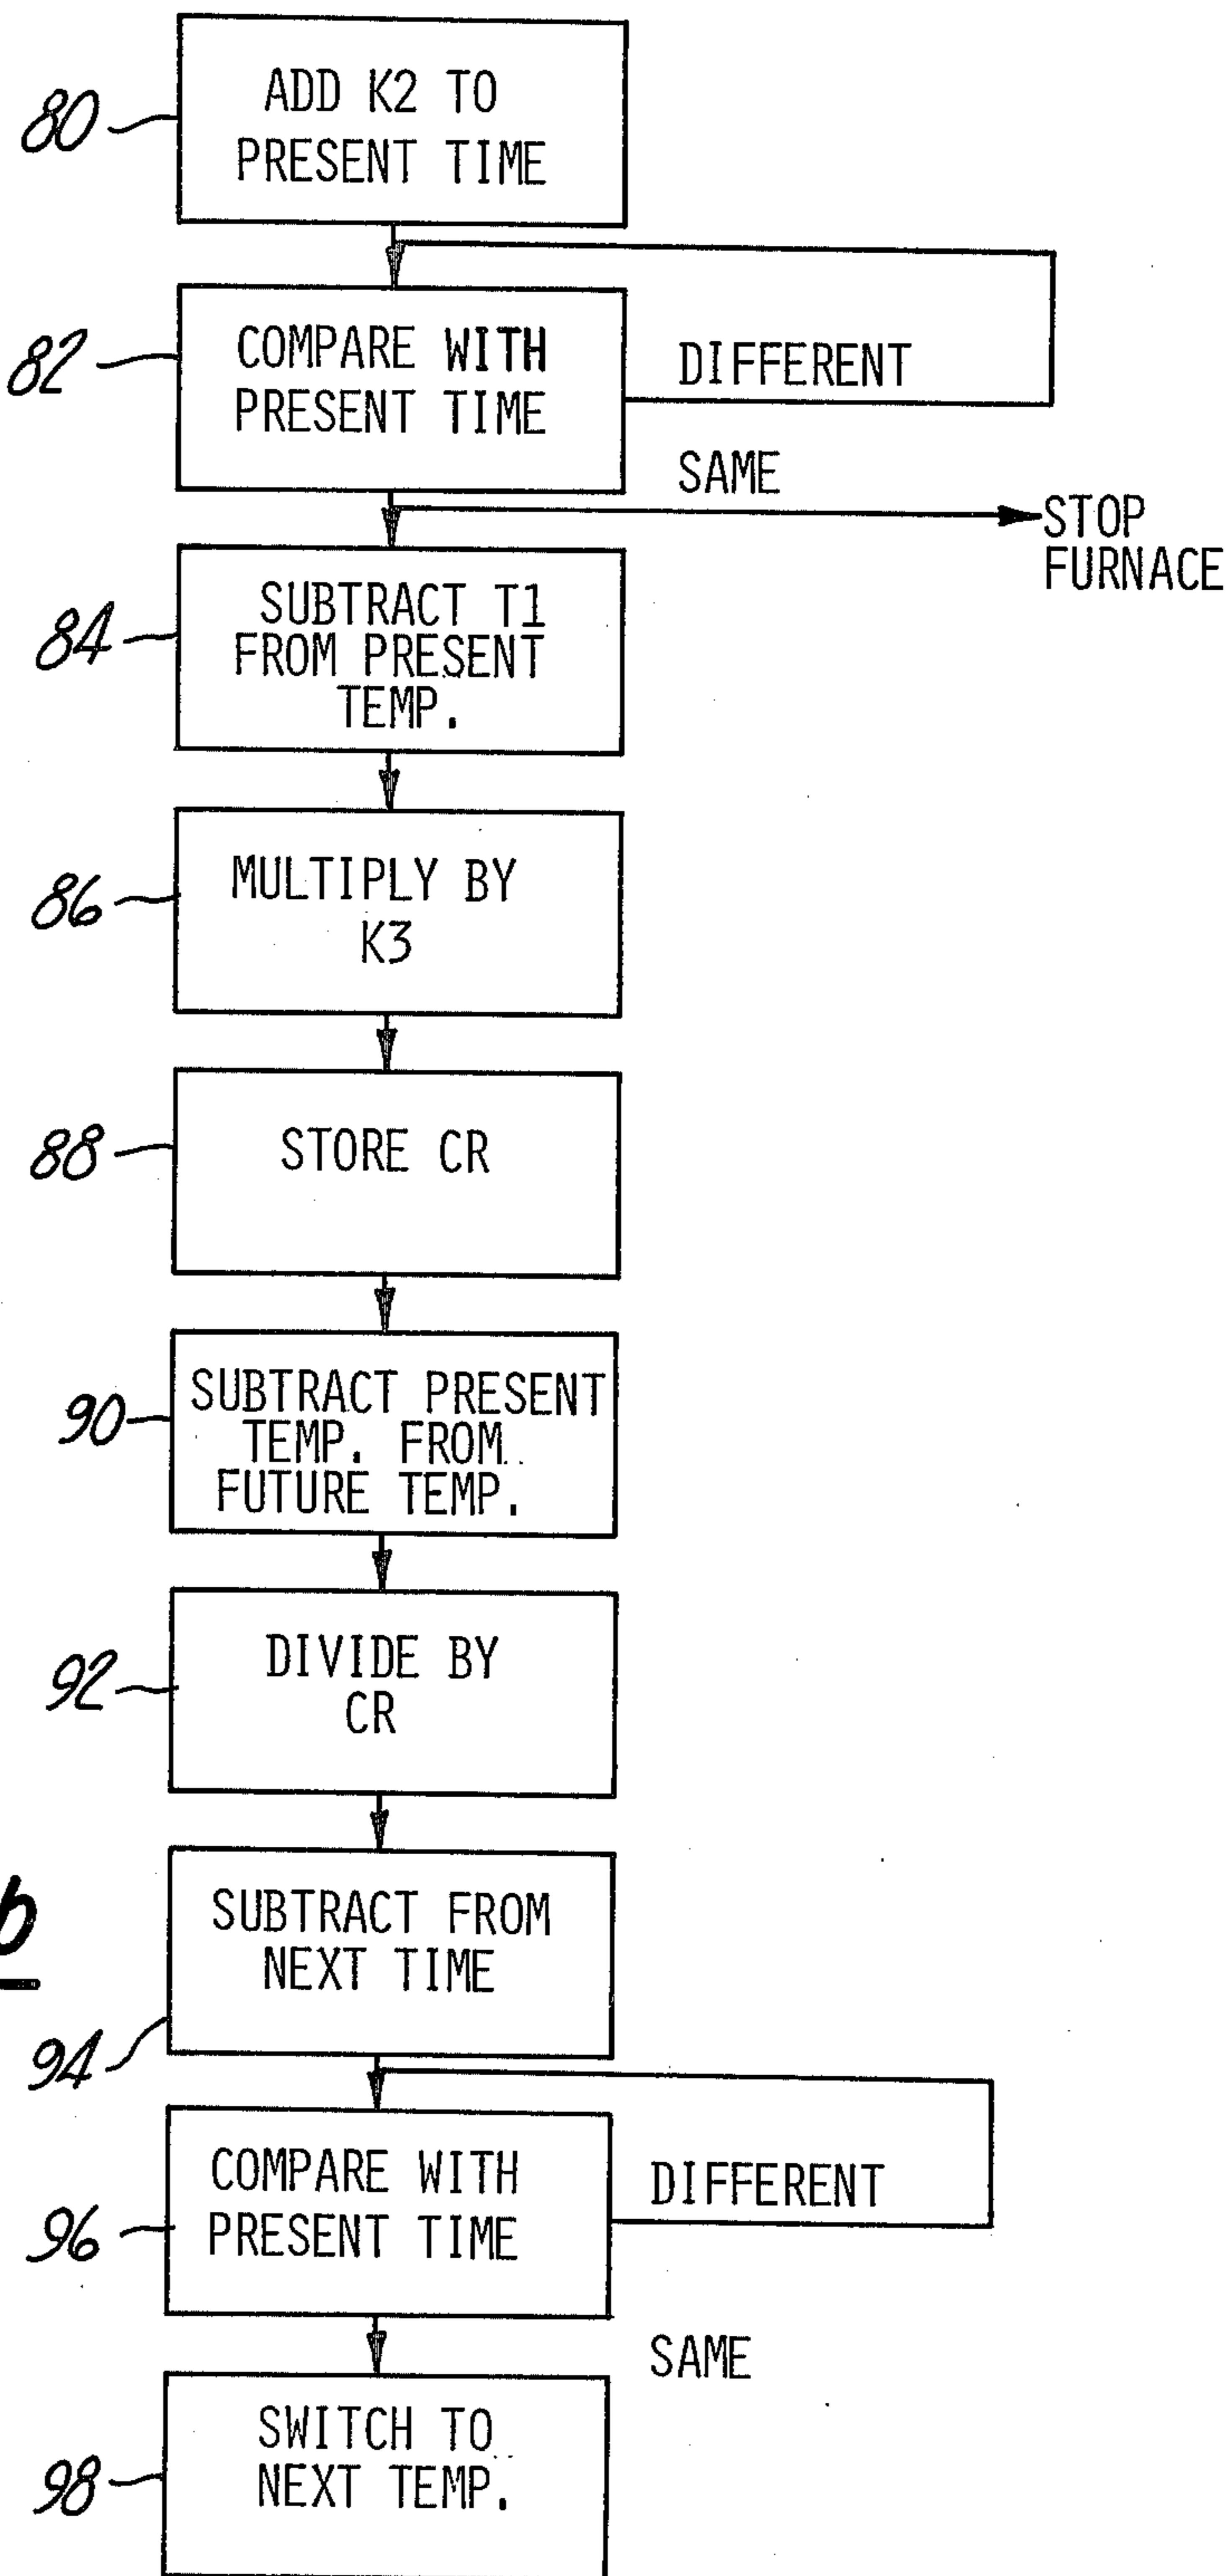 80
ADD K2 TO
PRESENT TIME
82
COMPARE WITH
PRESENT TIME
DIFFERENT
SAME
STOP
FURNACE
84
SUBTRACT T1
FROM PRESENT
TEMP.
86
MULTIPLY BY
K3
88
STORE CR
90
SUBTRACT PRESENT
TEMP. FROM
FUTURE TEMP.
92
DIVIDE BY
CR
b
94
SUBTRACT FROM
NEXT TIME
96
COMPARE WITH
PRESENT TIME
DIFFERENT
SAME
98
SWITCH TO
NEXT TEMP.